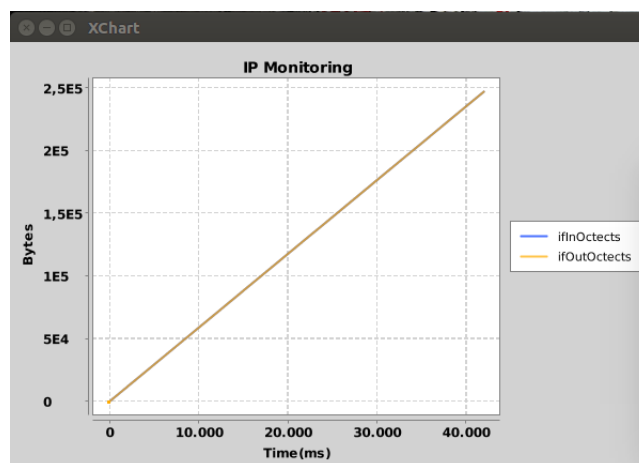 XChart
IP Monitoring
2,5E5
2E5
1,5E5
1E5
5E4
0
Bytes
0 10.000 20.000 30.000 40.000
Time(ms)
ifInOctects
ifOutOctects